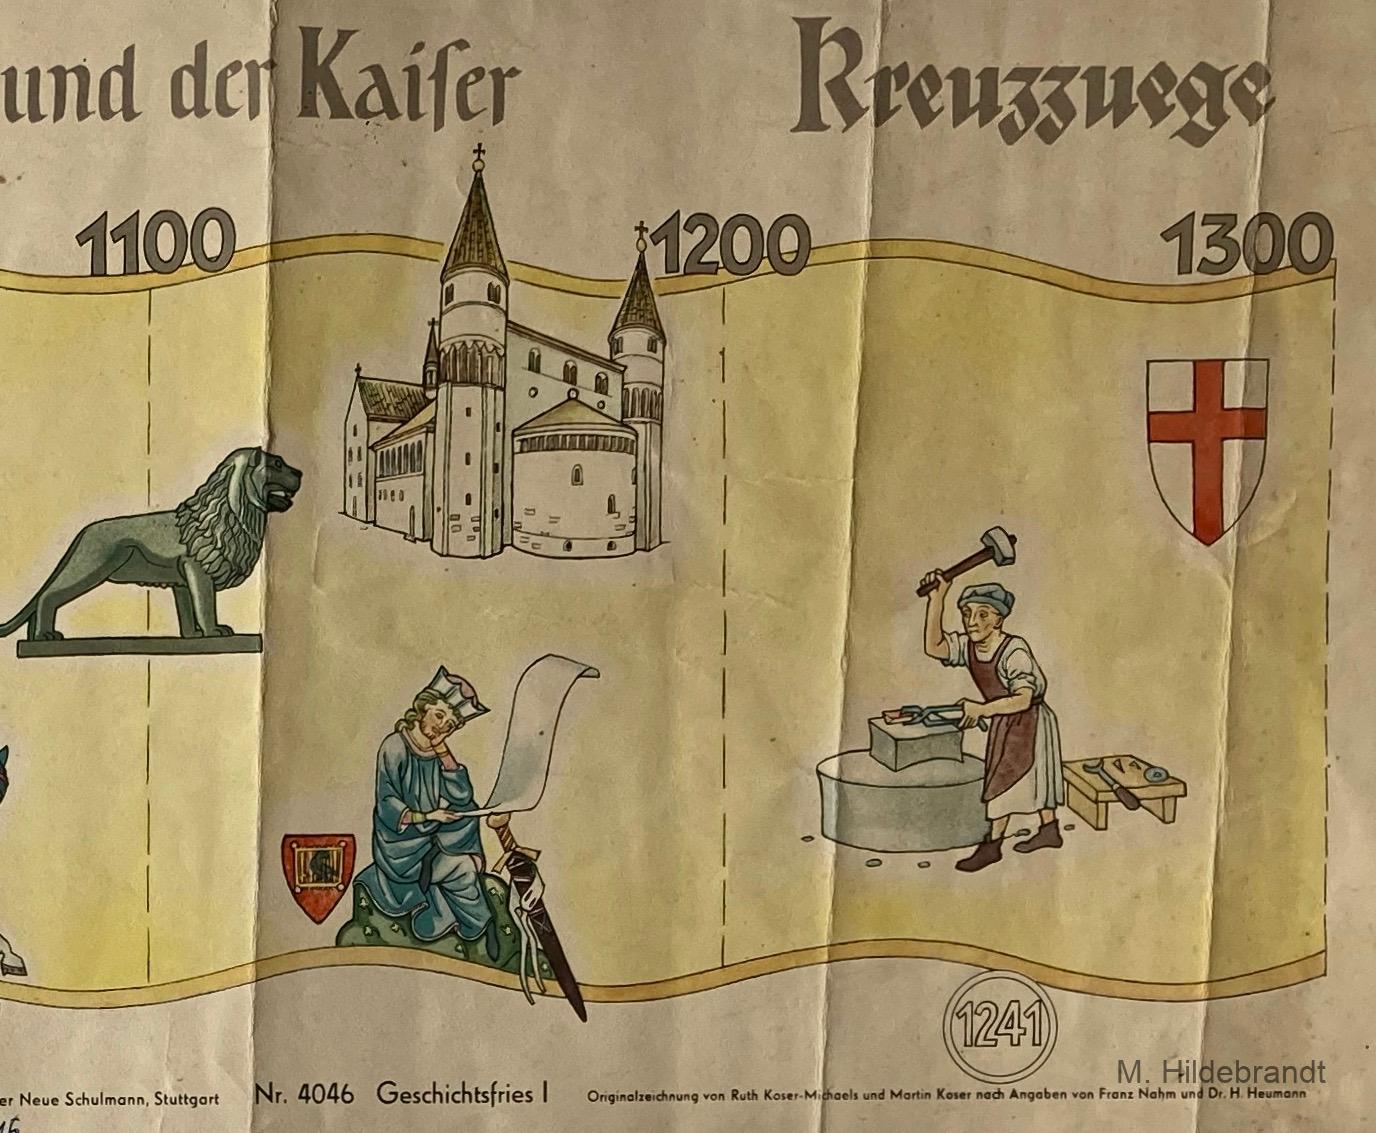 und der Kaiser Kreuzzuege
1100 1200 1300
1241
M. Hildebrandt
er Neue Schulmann, Stuttgart Nr. 4046 Geschichtsfries I Originalzeichnung von Ruth Koser-Michaels und Martin Koser nach Angaben von Franz Nahm und Dr. H. Heumann